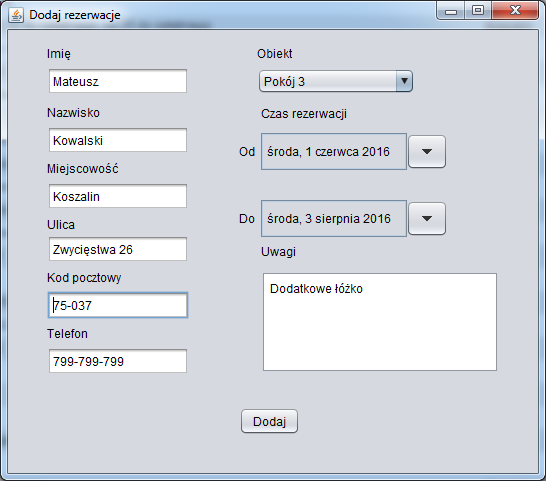 Dodaj rezerwacje
Imię
Mateusz
Nazwisko
Kowalski
Miejscowość
Koszalin
Ulica
Zwycięstwa 26
Kod pocztowy
75-037
Telefon
799-799-799
Obiekt
Pokój 3
Czas rezerwacji
Od środa, 1 czerwca 2016
Do środa, 3 sierpnia 2016
Uwagi
Dodatkowe łóżko
Dodaj